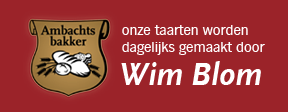 Ambachts
bakker
onze taarten worden
dagelijks gemaakt door
Wim Blom